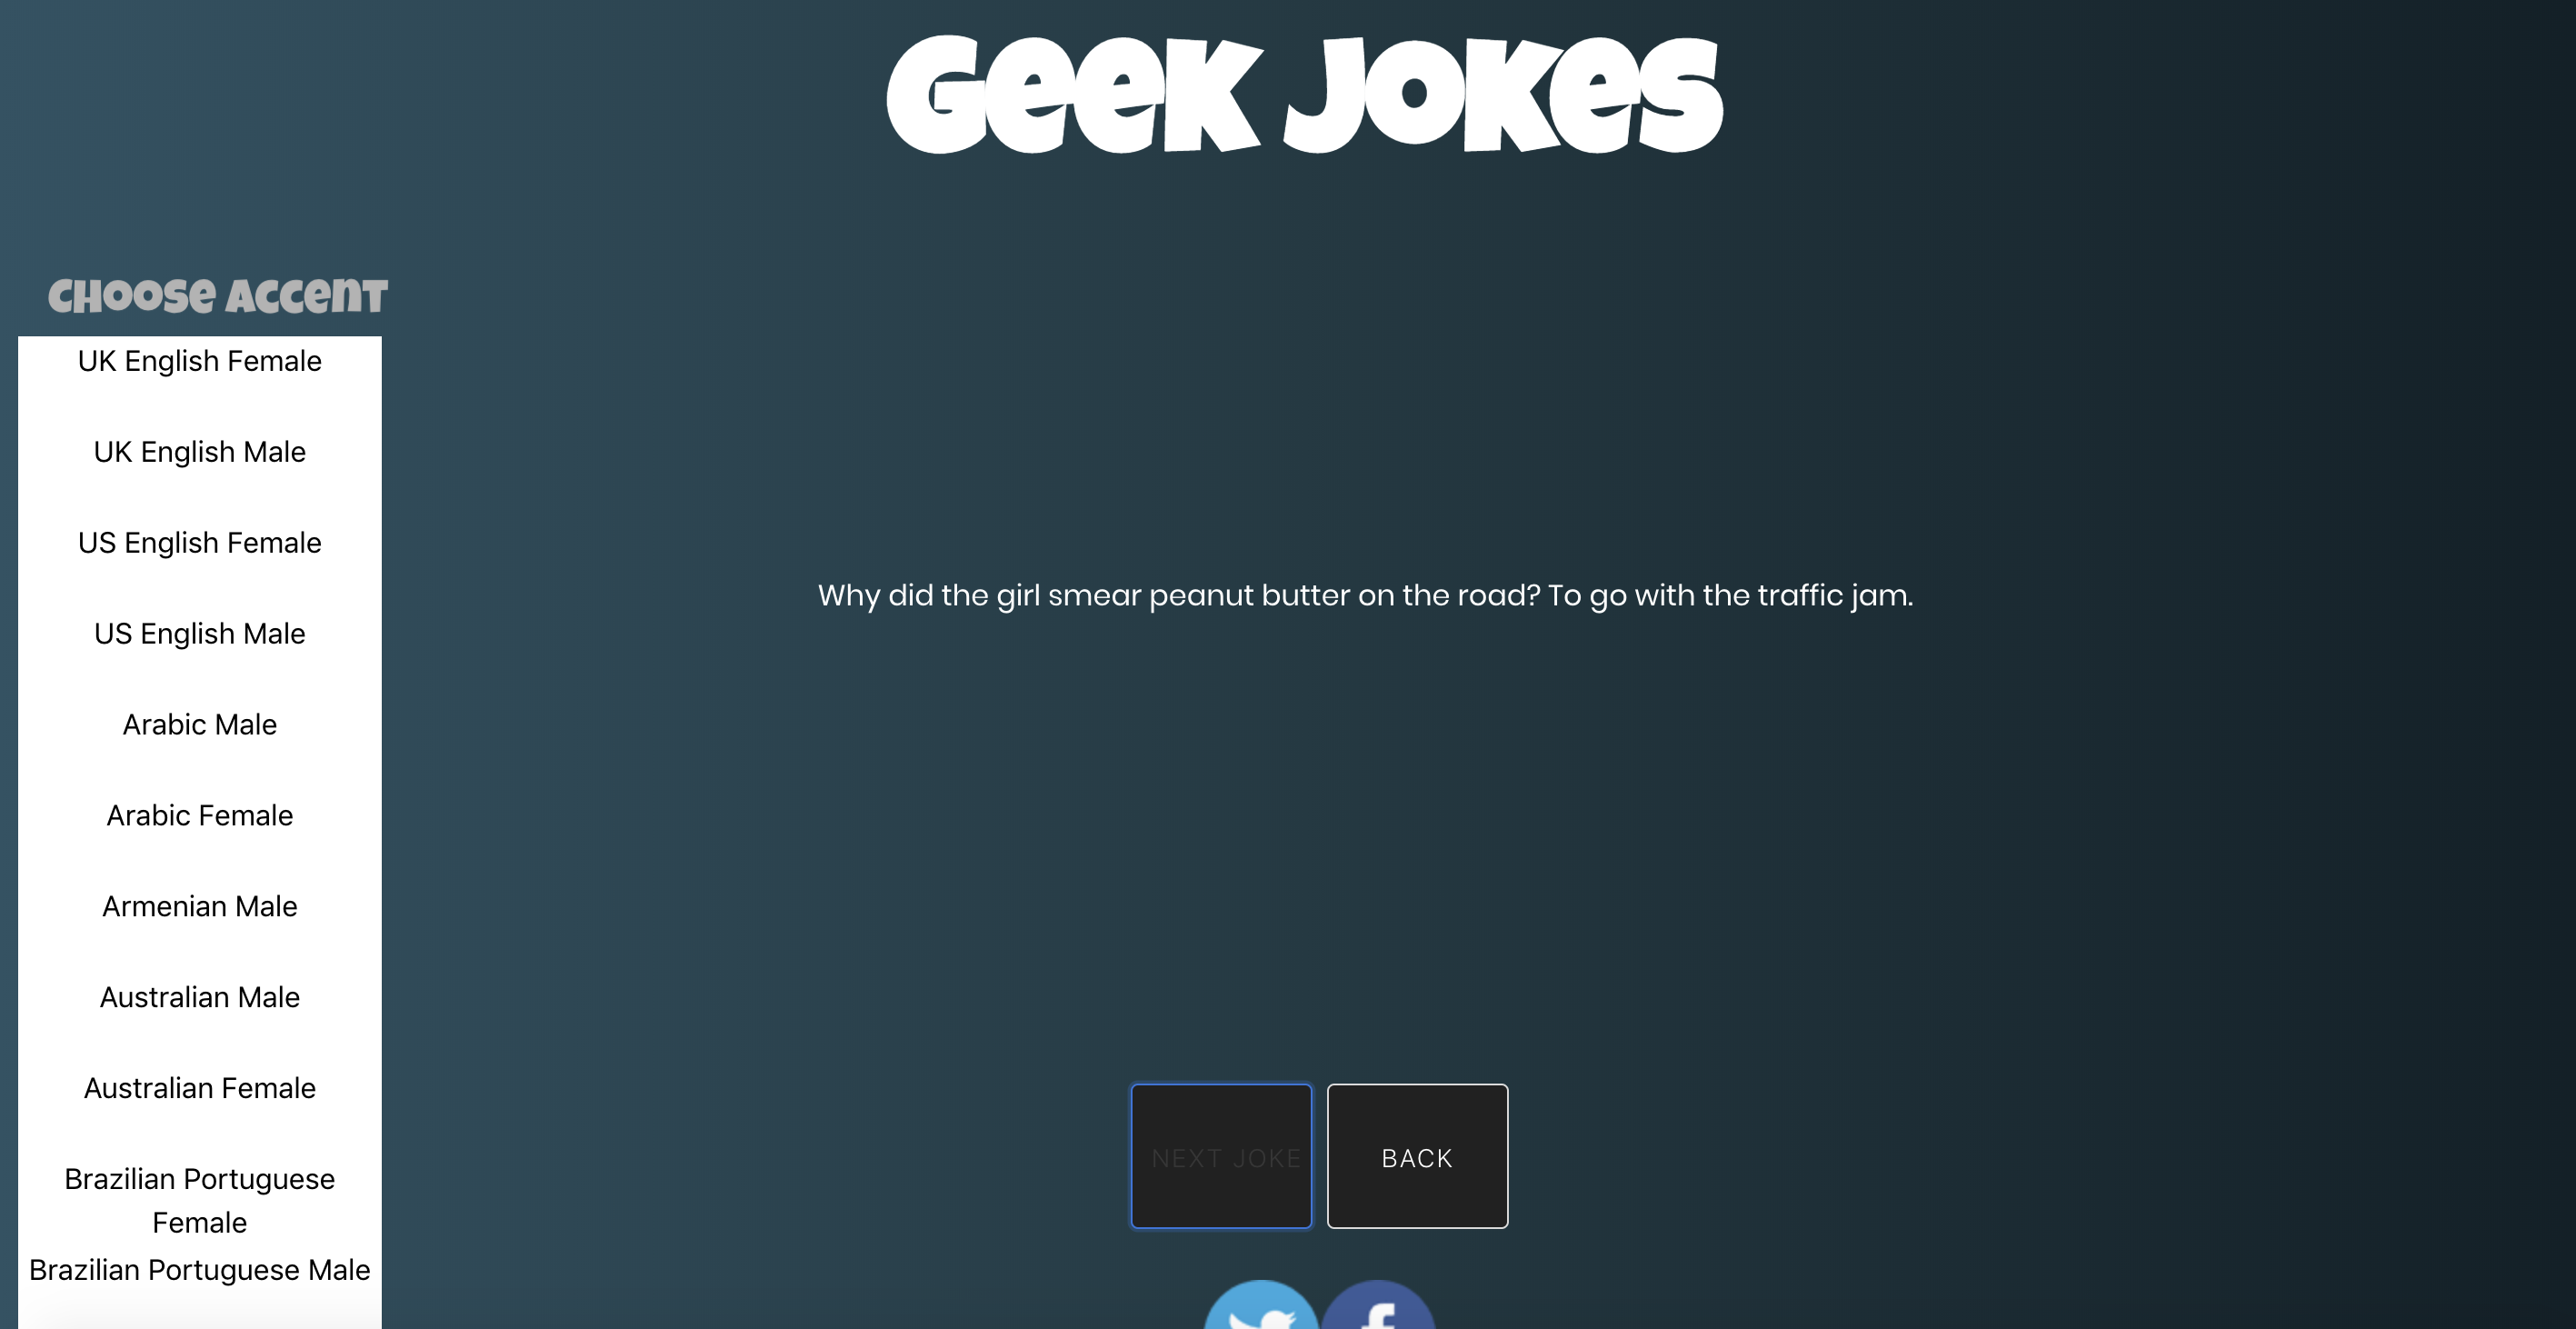 Geek Jokes
Choose Accent
UK English Female
UK English Male
US English Female
US English Male
Arabic Male
Arabic Female
Armenian Male
Australian Male
Australian Female
Brazilian Portuguese
Female
Brazilian Portuguese Male
Why did the girl smear peanut butter on the road? To go with the traffic jam.
NEXT JOKE
BACK